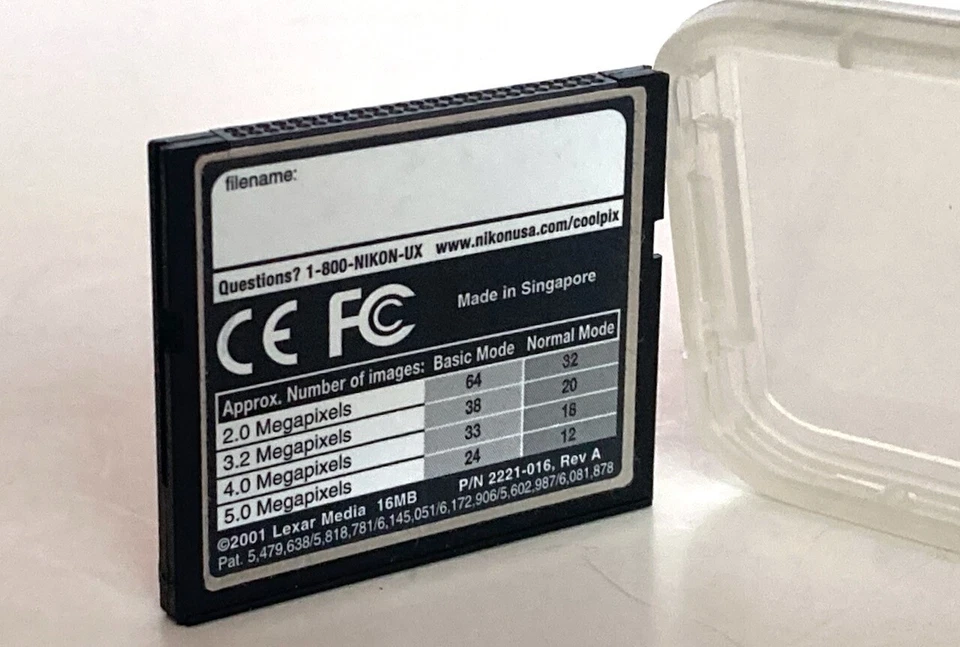 filename:
Questions? 1-800-NIKON-UX www.nikonusa.com/coolpix
CE FC Made in Singapore
Approx. Number of images: Basic Mode Normal Mode
2.0 Megapixels 64 32
3.2 Megapixels 38 20
4.0 Megapixels 33 18
5.0 Megapixels 24 12
©2001 Lexar Media 16MB P/N 2221-016, Rev A
Pat. 5,479,638/5,818,781/6,145,051/6,172,906/5,602,987/6,081,878